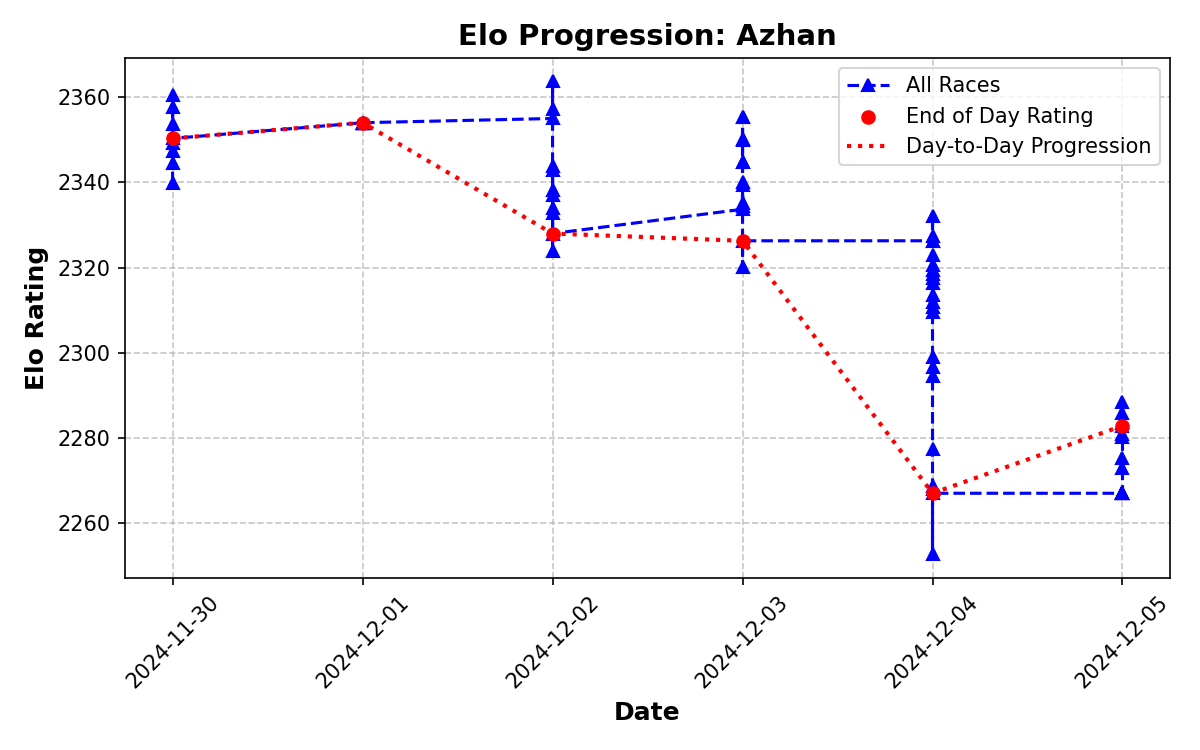 Elo Progression: Azhan
All Races
End of Day Rating
Day-to-Day Progression
Elo Rating
2360
2340
2320
2300
2280
2260
2024-11-30
2024-12-01
2024-12-02
2024-12-03
2024-12-04
2024-12-05
Date